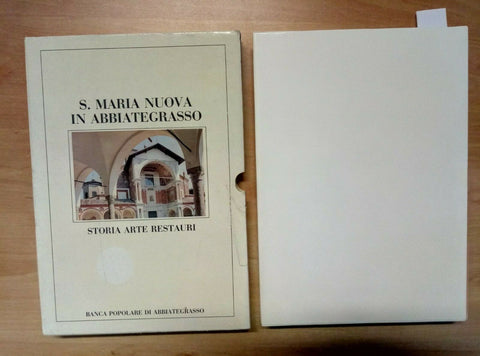 S. MARIA NUOVA
IN ABBIATEGRASSO
STORIA ARTE RESTAURI
BANCA POPOLARE DI ABBIATEGRASSO